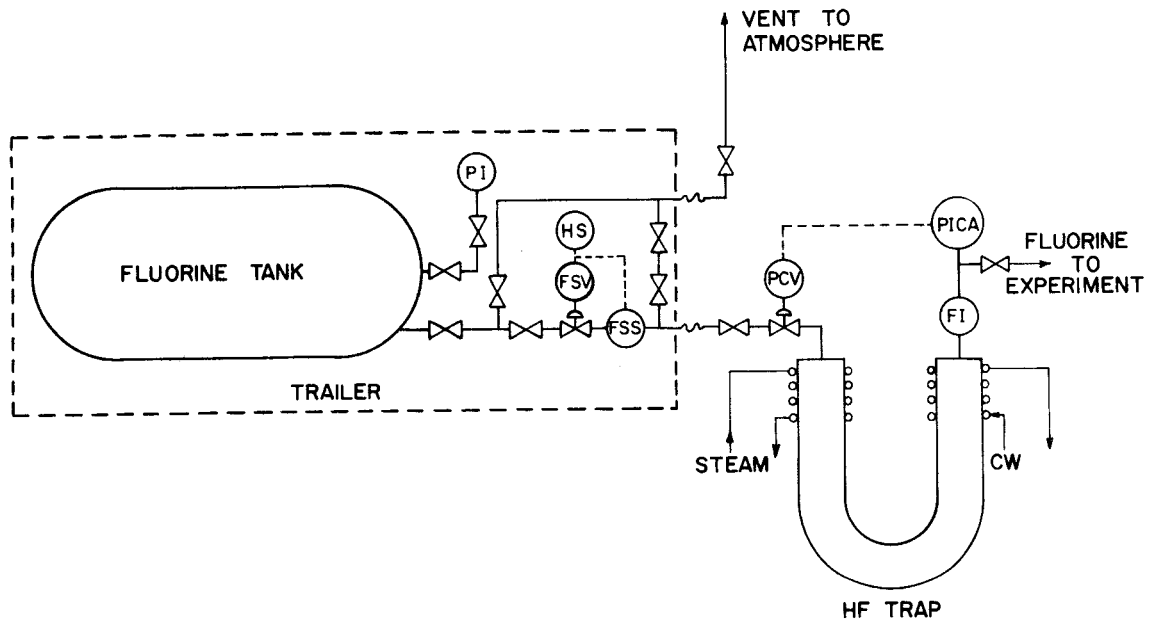 VENT TO
ATMOSPHERE
PI
HS
FLUORINE TANK
FSV
FSS
TRAILER
PICA
PCV
FLUORINE
TO
EXPERIMENT
FI
STEAM
CW
HF TRAP